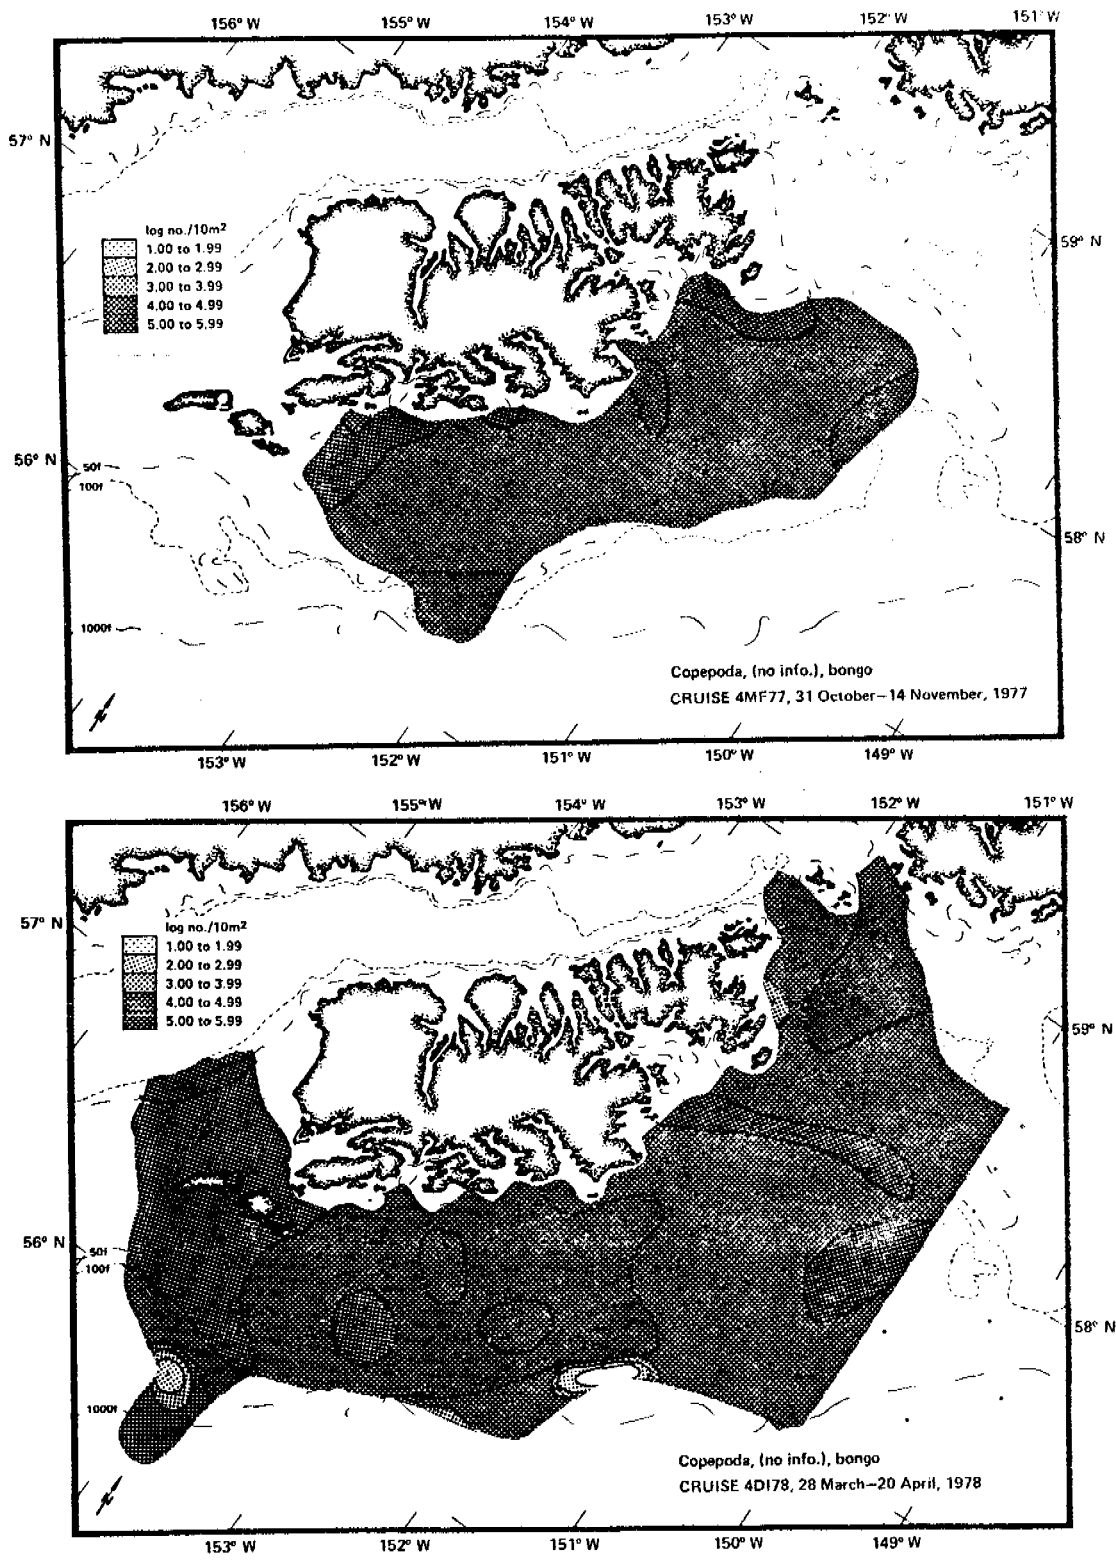 156° W 155° W 154° W 153° W 152° W 151° W
57° N
59° N
log no./10m²
1.00 to 1.99
2.00 to 2.99
3.00 to 3.99
4.00 to 4.99
5.00 to 5.99
56° N
50f
100f
58° N
1000f
Copepoda, (no info.), bongo
CRUISE 4MF77, 31 October–14 November, 1977
153° W 152° W 151° W 150° W 149° W
156° W 155° W 154° W 153° W 152° W 151° W
57° N
log no./10m²
1.00 to 1.99
2.00 to 2.99
3.00 to 3.99
4.00 to 4.99
5.00 to 5.99
59° N
56° N
50f
100f
58° N
1000f
Copepoda, (no info.), bongo
CRUISE 4DI78, 28 March–20 April, 1978
153° W 152° W 151° W 150° W 149° W